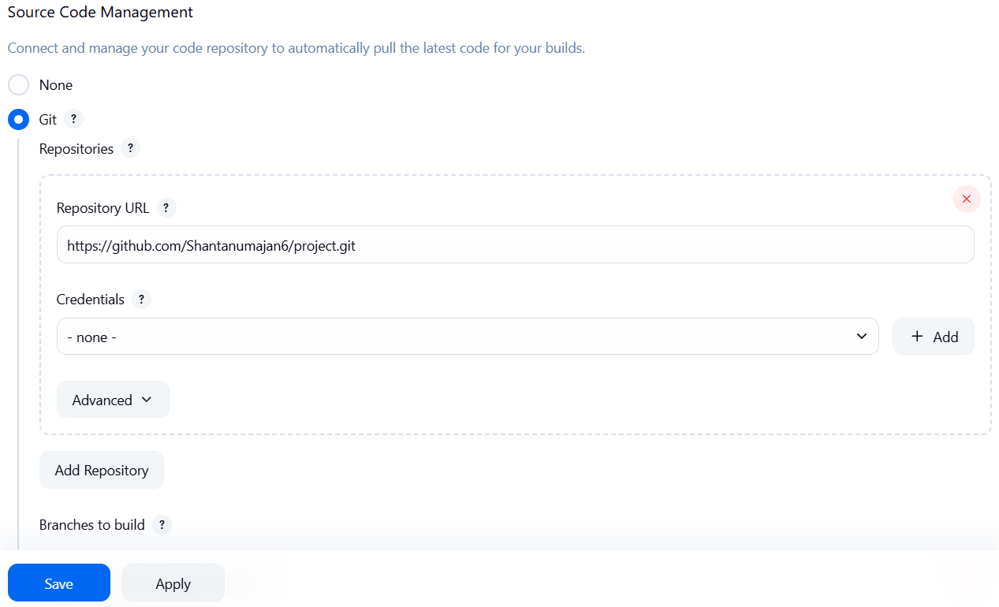 Source Code Management
Connect and manage your code repository to automatically pull the latest code for your builds.
None
Git ?
Repositories ?
Repository URL ?
https://github.com/Shantanumajan6/project.git
Credentials ?
- none -
+ Add
Advanced
Add Repository
Branches to build ?
Save
Apply